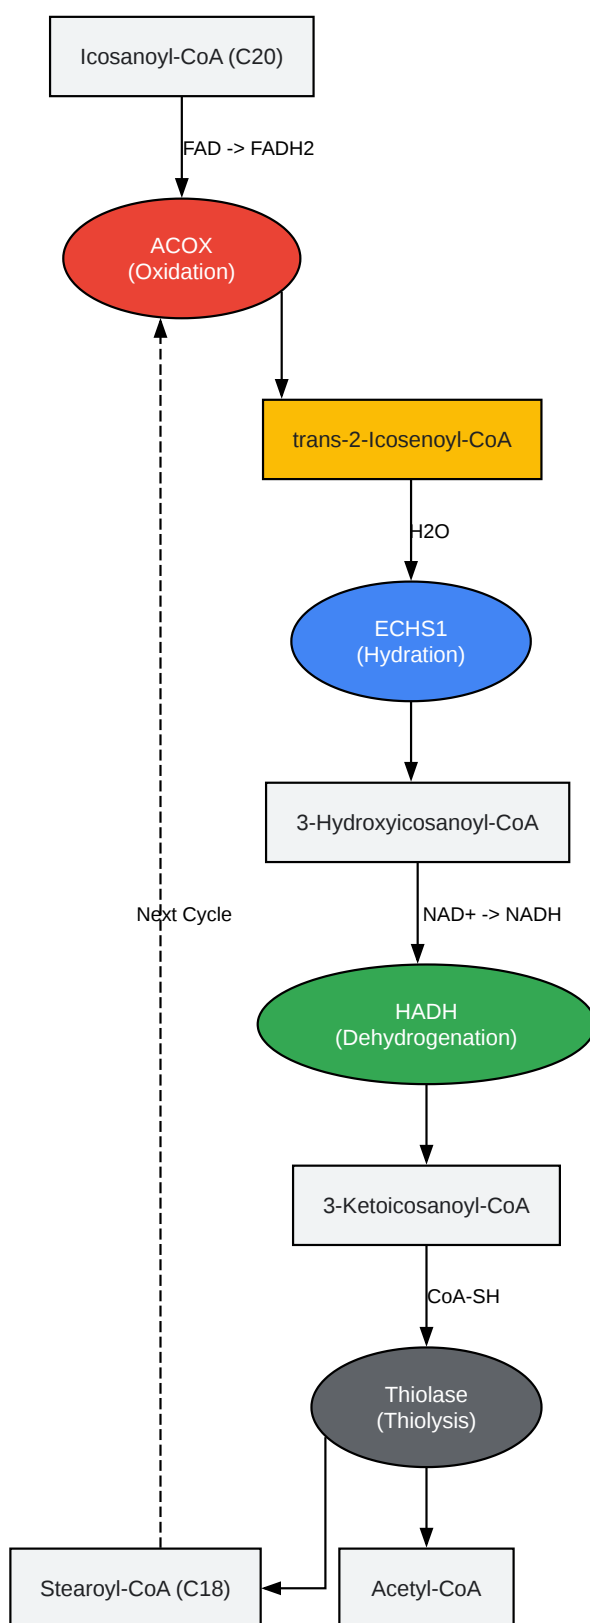 Icosanoyl-CoA (C20)
FAD -> FADH2
ACOX
(Oxidation)
trans-2-Icosenoyl-CoA
H2O
ECHS1
(Hydration)
3-Hydroxyicosanoyl-CoA
Next Cycle
NAD+ -> NADH
HADH
(Dehydrogenation)
3-Ketoicosanoyl-CoA
CoA-SH
Thiolase
(Thiolysis)
Stearoyl-CoA (C18)
Acetyl-CoA